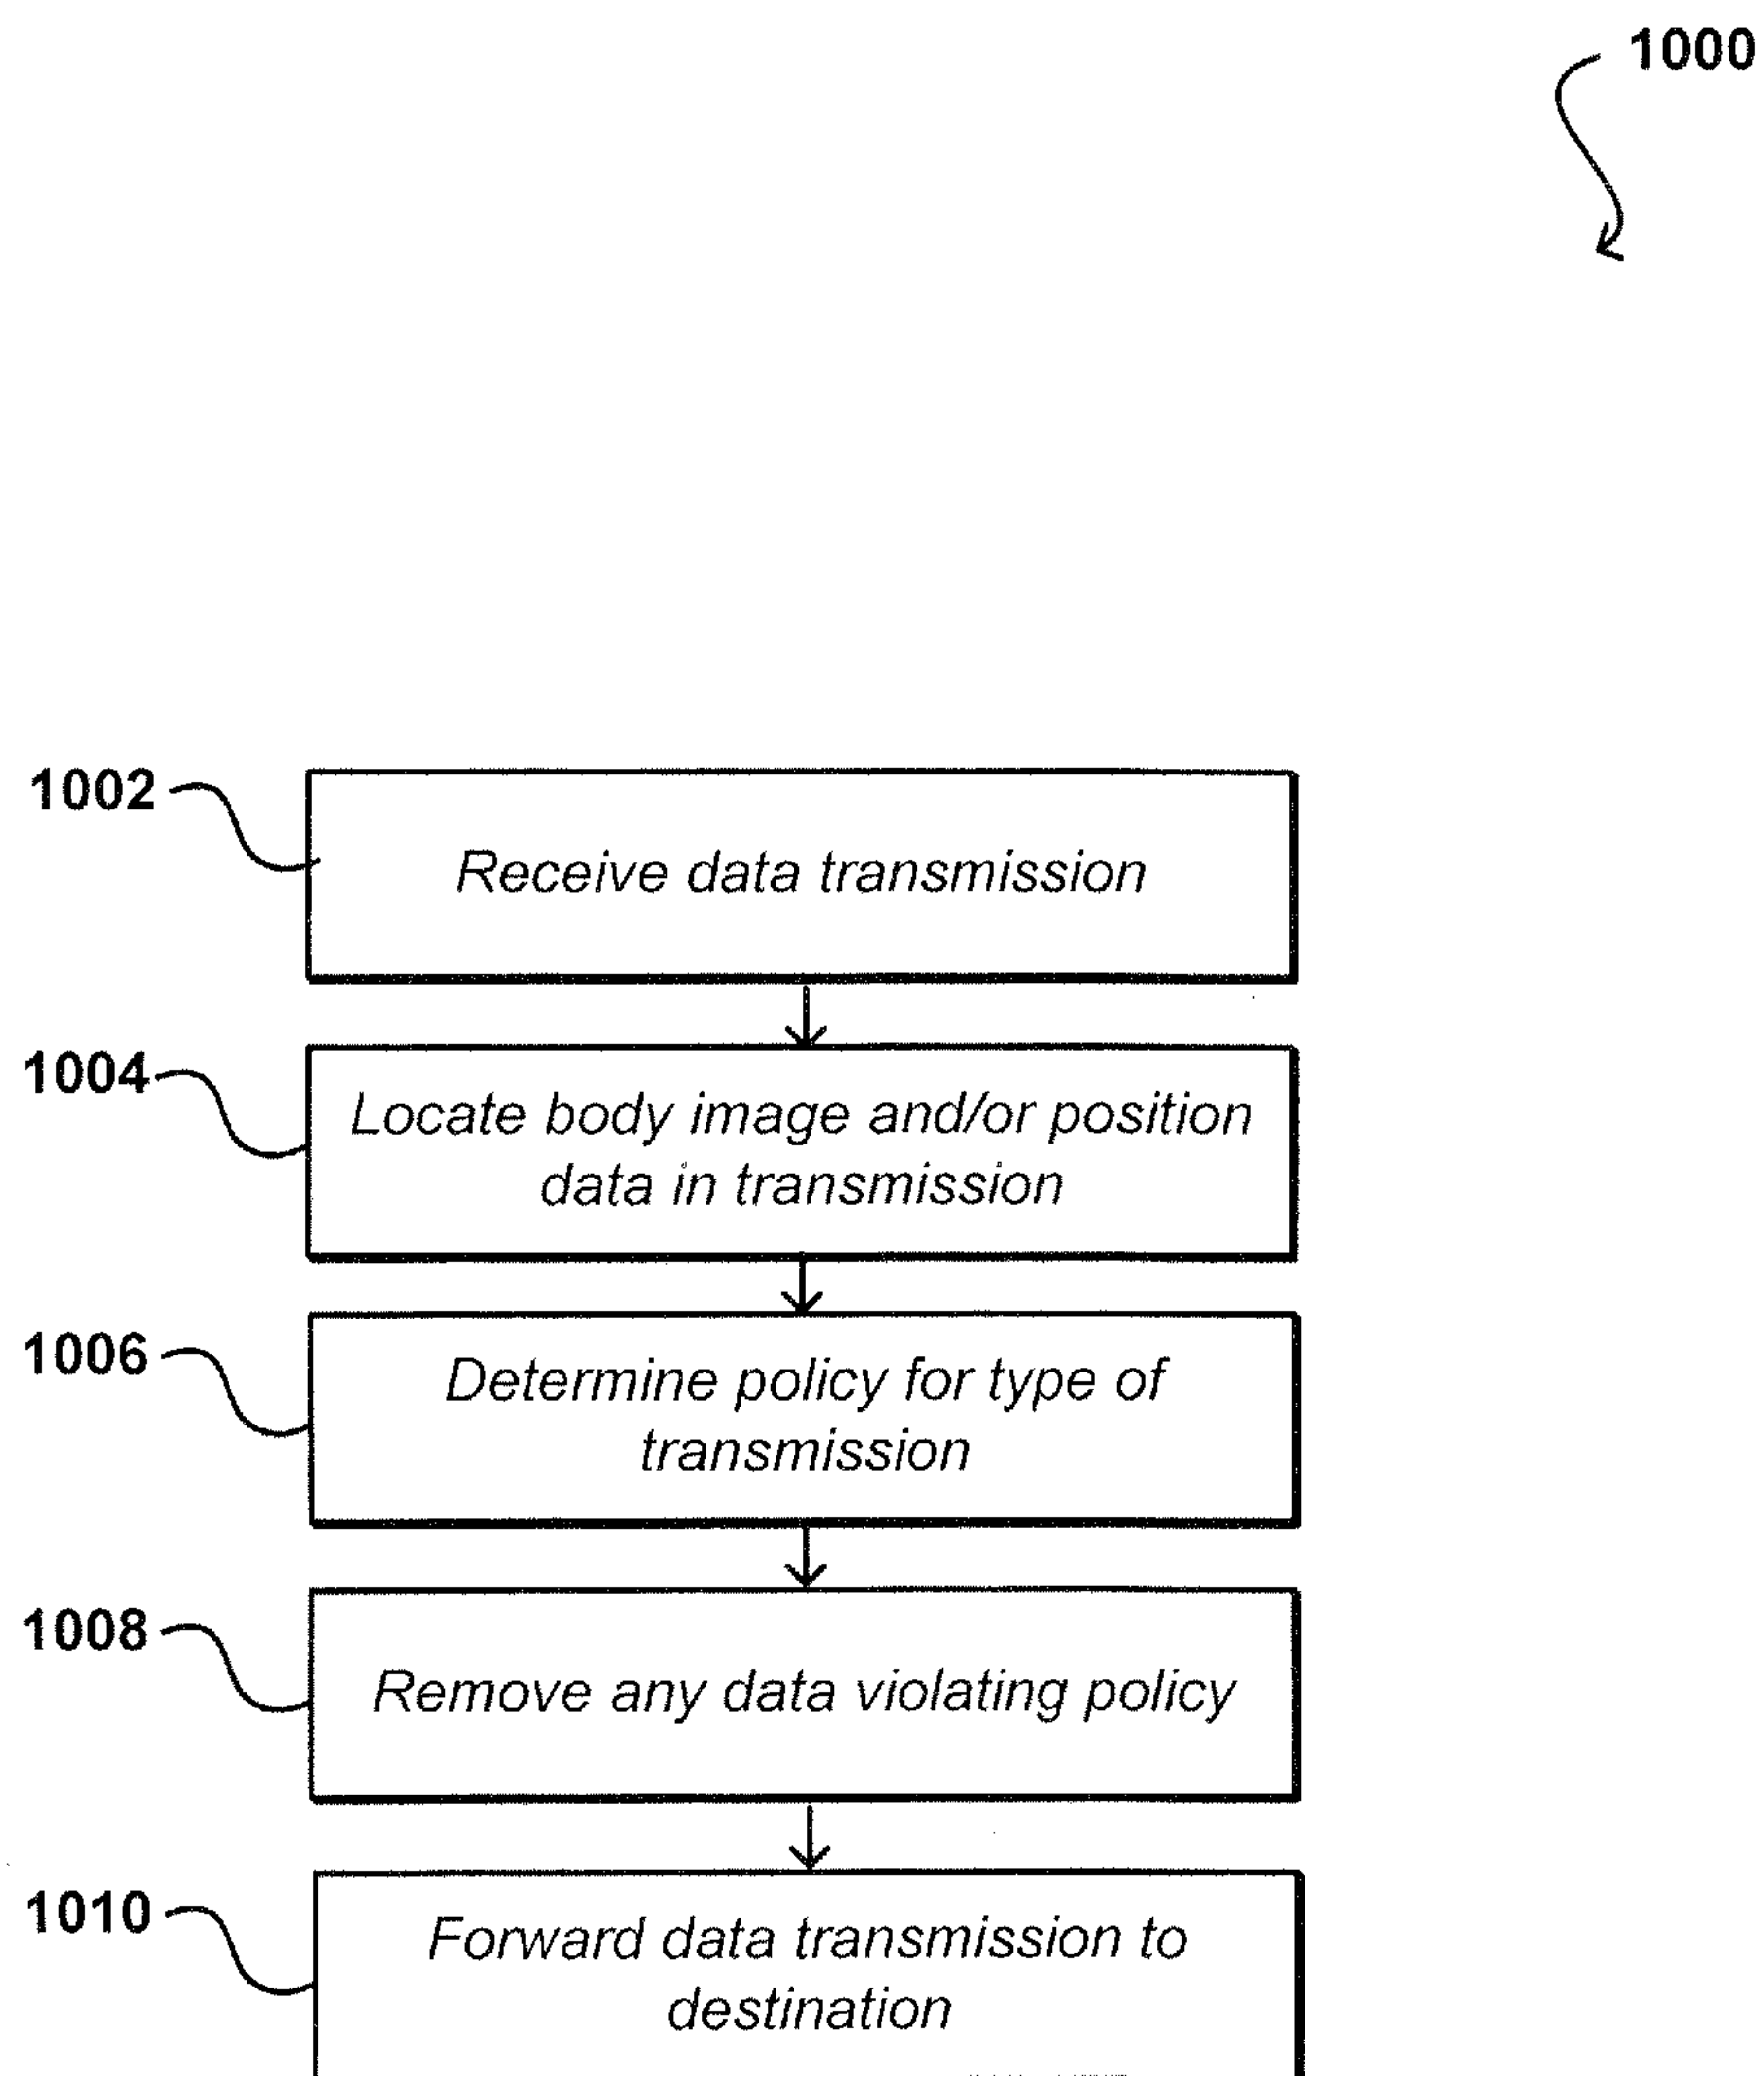 1000
1002
Receive data transmission
1004
Locate body image and/or position
data in transmission
1006
Determine policy for type of
transmission
1008
Remove any data violating policy
1010
Forward data transmission to
destination